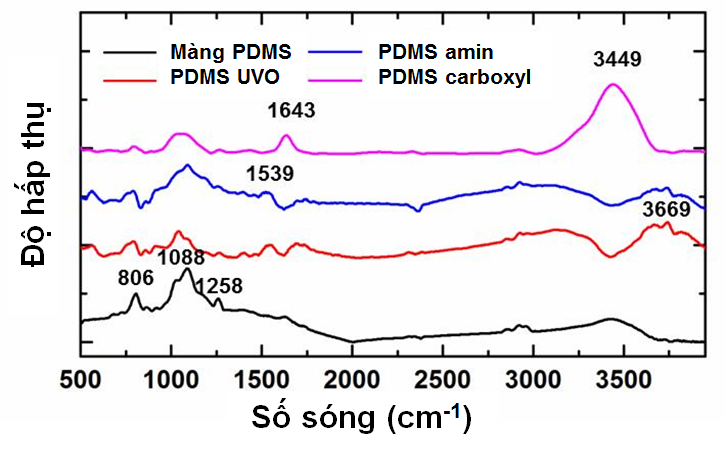 Màng PDMS
PDMS UVO
PDMS amin
PDMS carboxyl
3449
1643
1539
3669
1088
806
1258
Độ hấp thụ
500 1000 1500 2000 2500 3000 3500
Số sóng (cm-1)